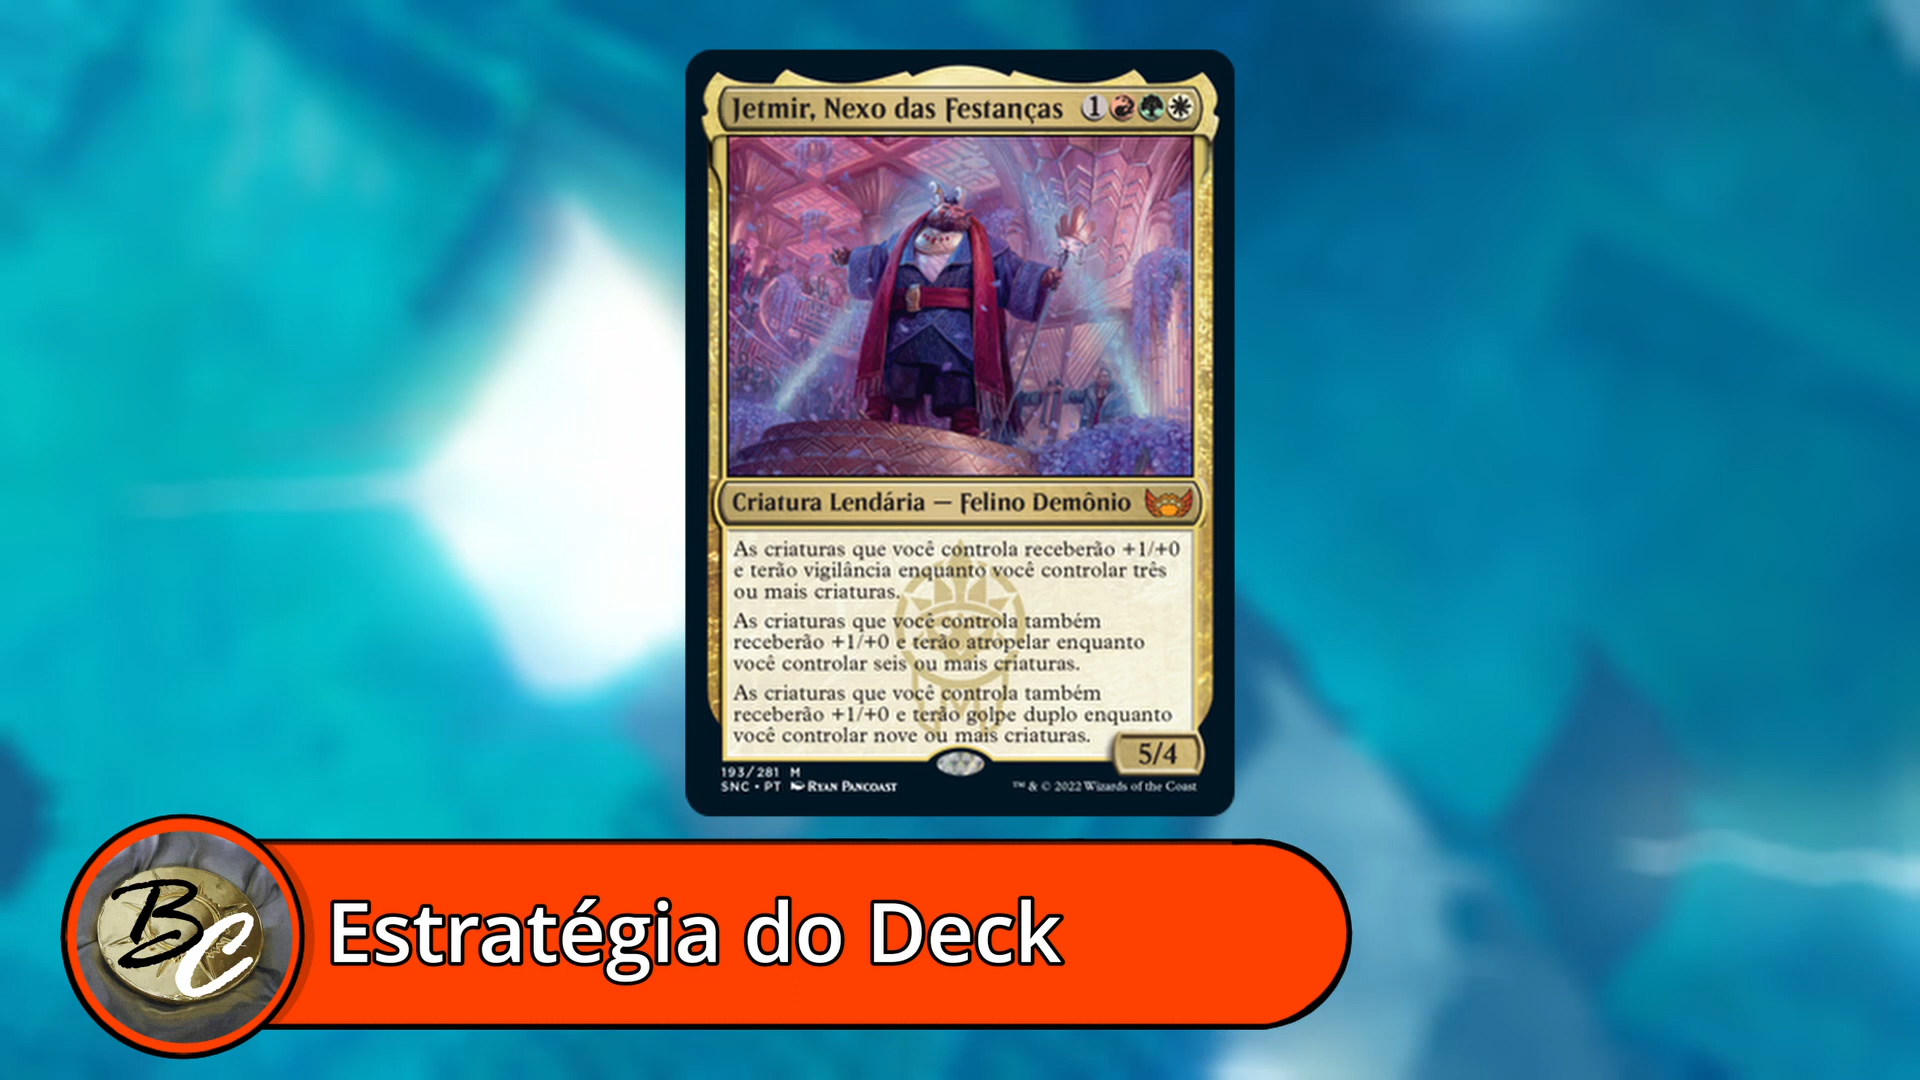 Jetmir, Nexo das Festanças 1
Criatura Lendária — Felino Demônio
As criaturas que você controla receberão +1/+0
e terão vigilância enquanto você controlar três
ou mais criaturas.
As criaturas que você controla também
receberão +1/+0 e terão atropelar enquanto
você controlar seis ou mais criaturas.
As criaturas que você controla também
receberão +1/+0 e terão golpe duplo enquanto
você controlar nove ou mais criaturas.
5/4
193/281 M
SNC • PT Ryan Pancoast
™ & © 2022 Wizards of the Coast
BC
Estratégia do Deck